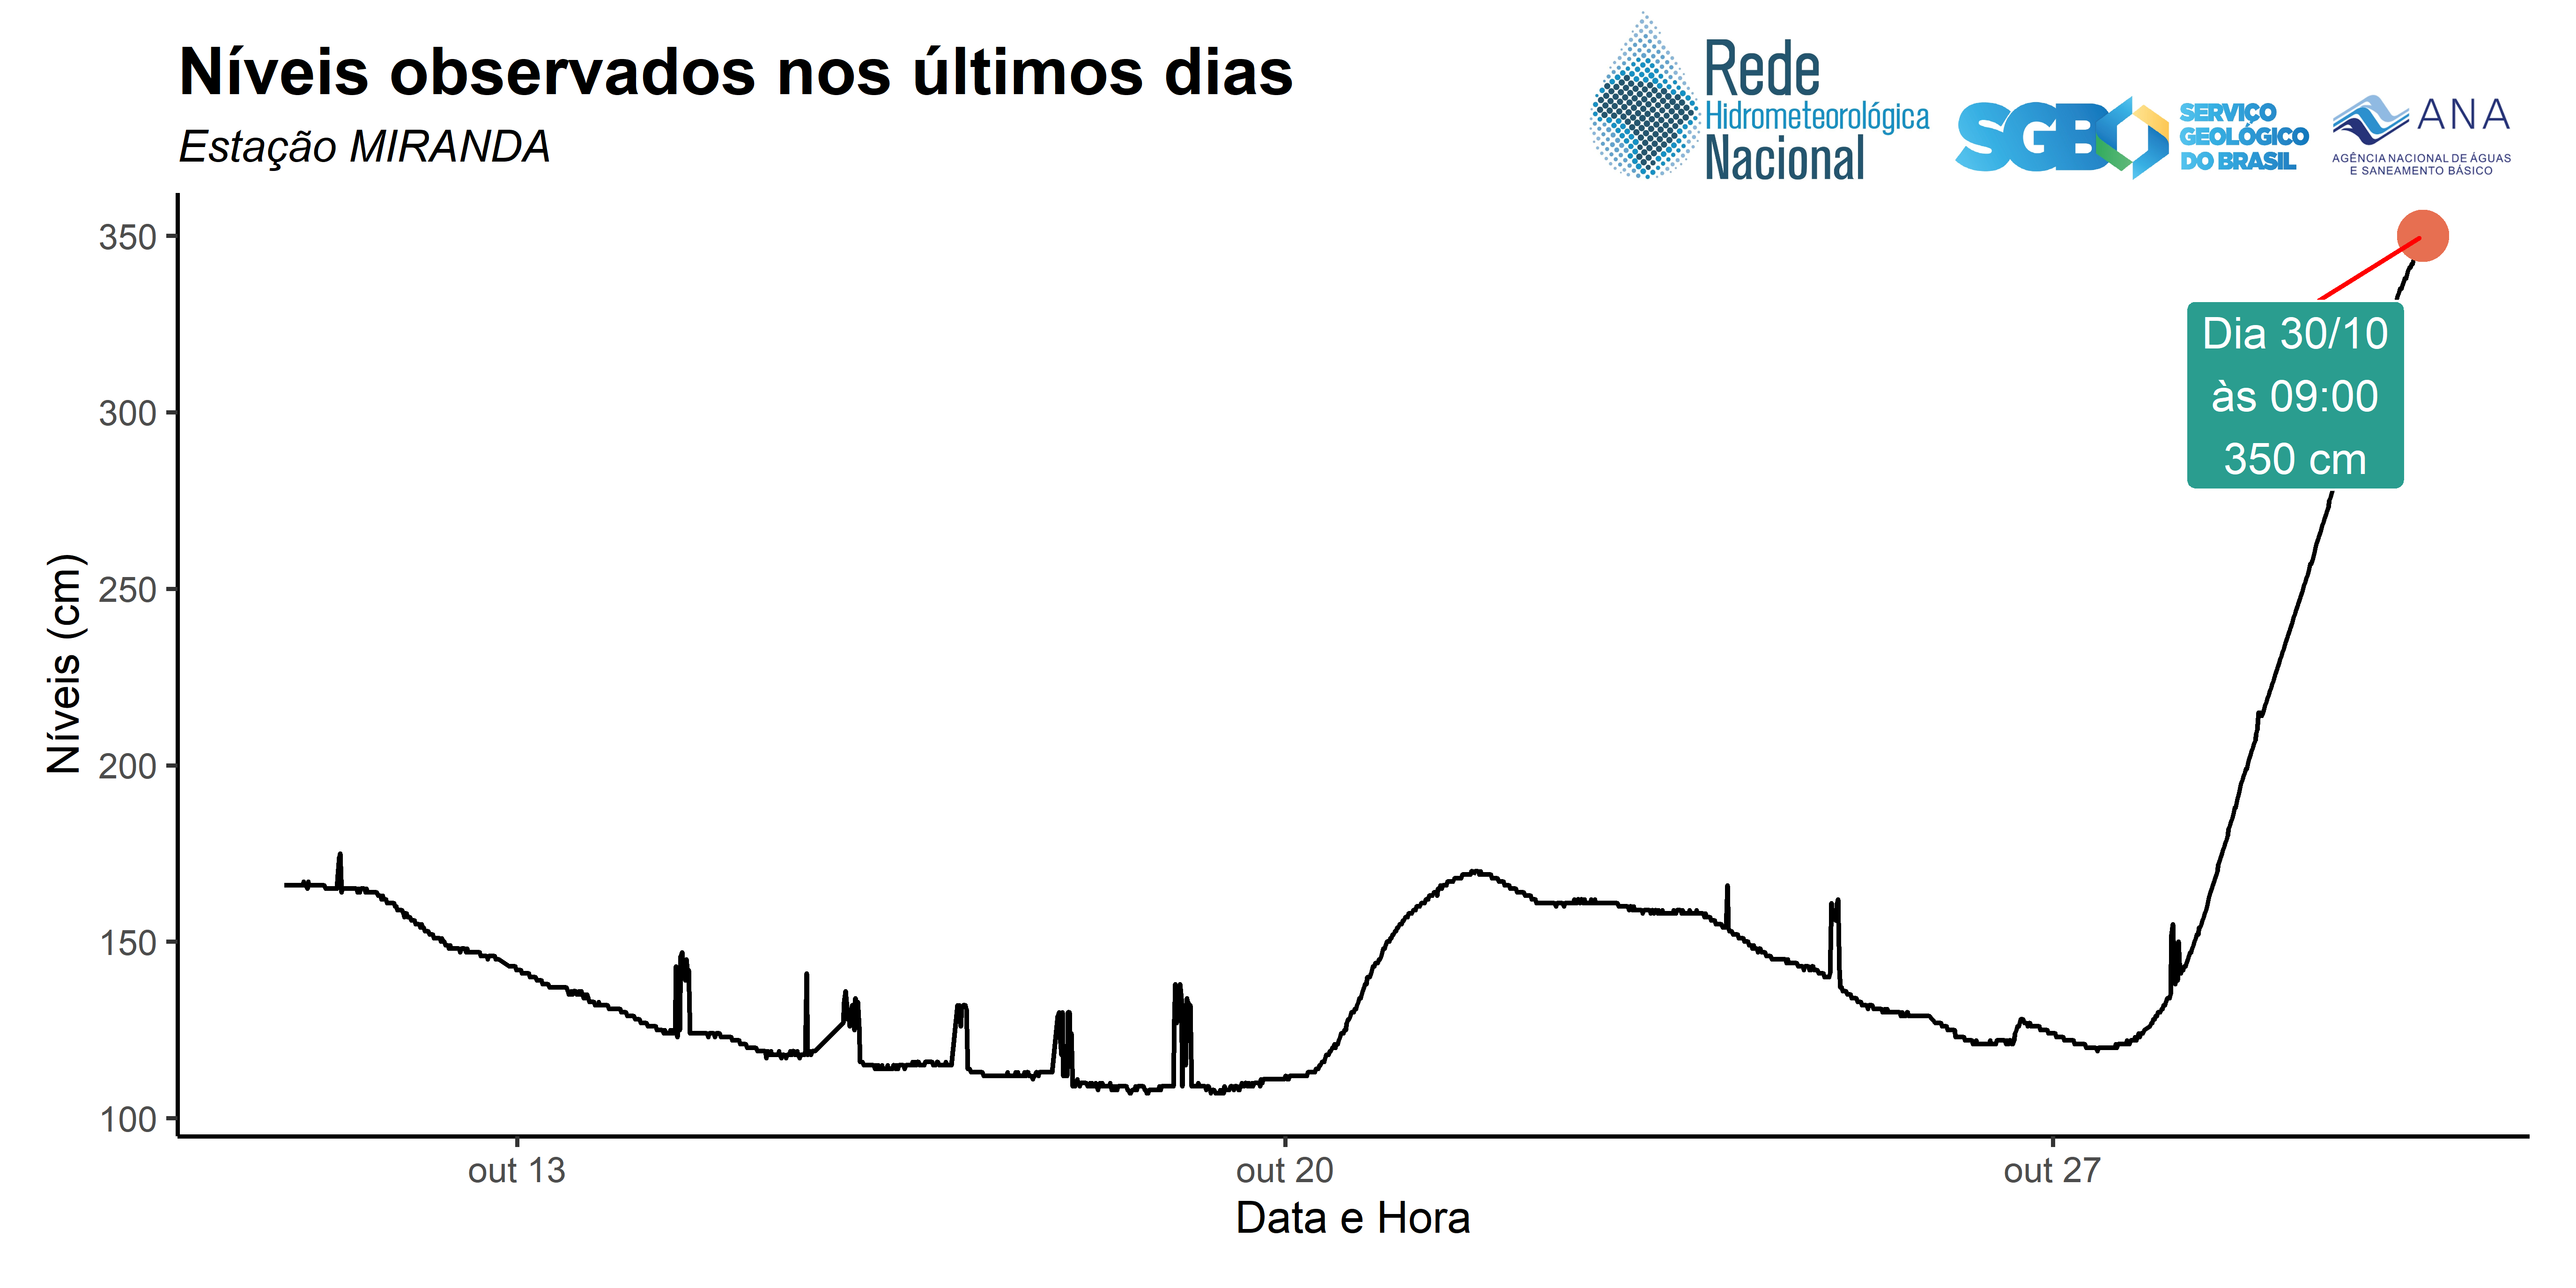 Níveis observados nos últimos dias
Estação MIRANDA
Rede
Hidrometeorológica
Nacional
SGB
SERVIÇO
GEOLÓGICO
DO BRASIL
ANA
AGÊNCIA NACIONAL DE ÁGUAS
E SANEAMENTO BÁSICO
350
300
250
200
150
100
Níveis (cm)
Dia 30/10
às 09:00
350 cm
out 13
out 20
out 27
Data e Hora